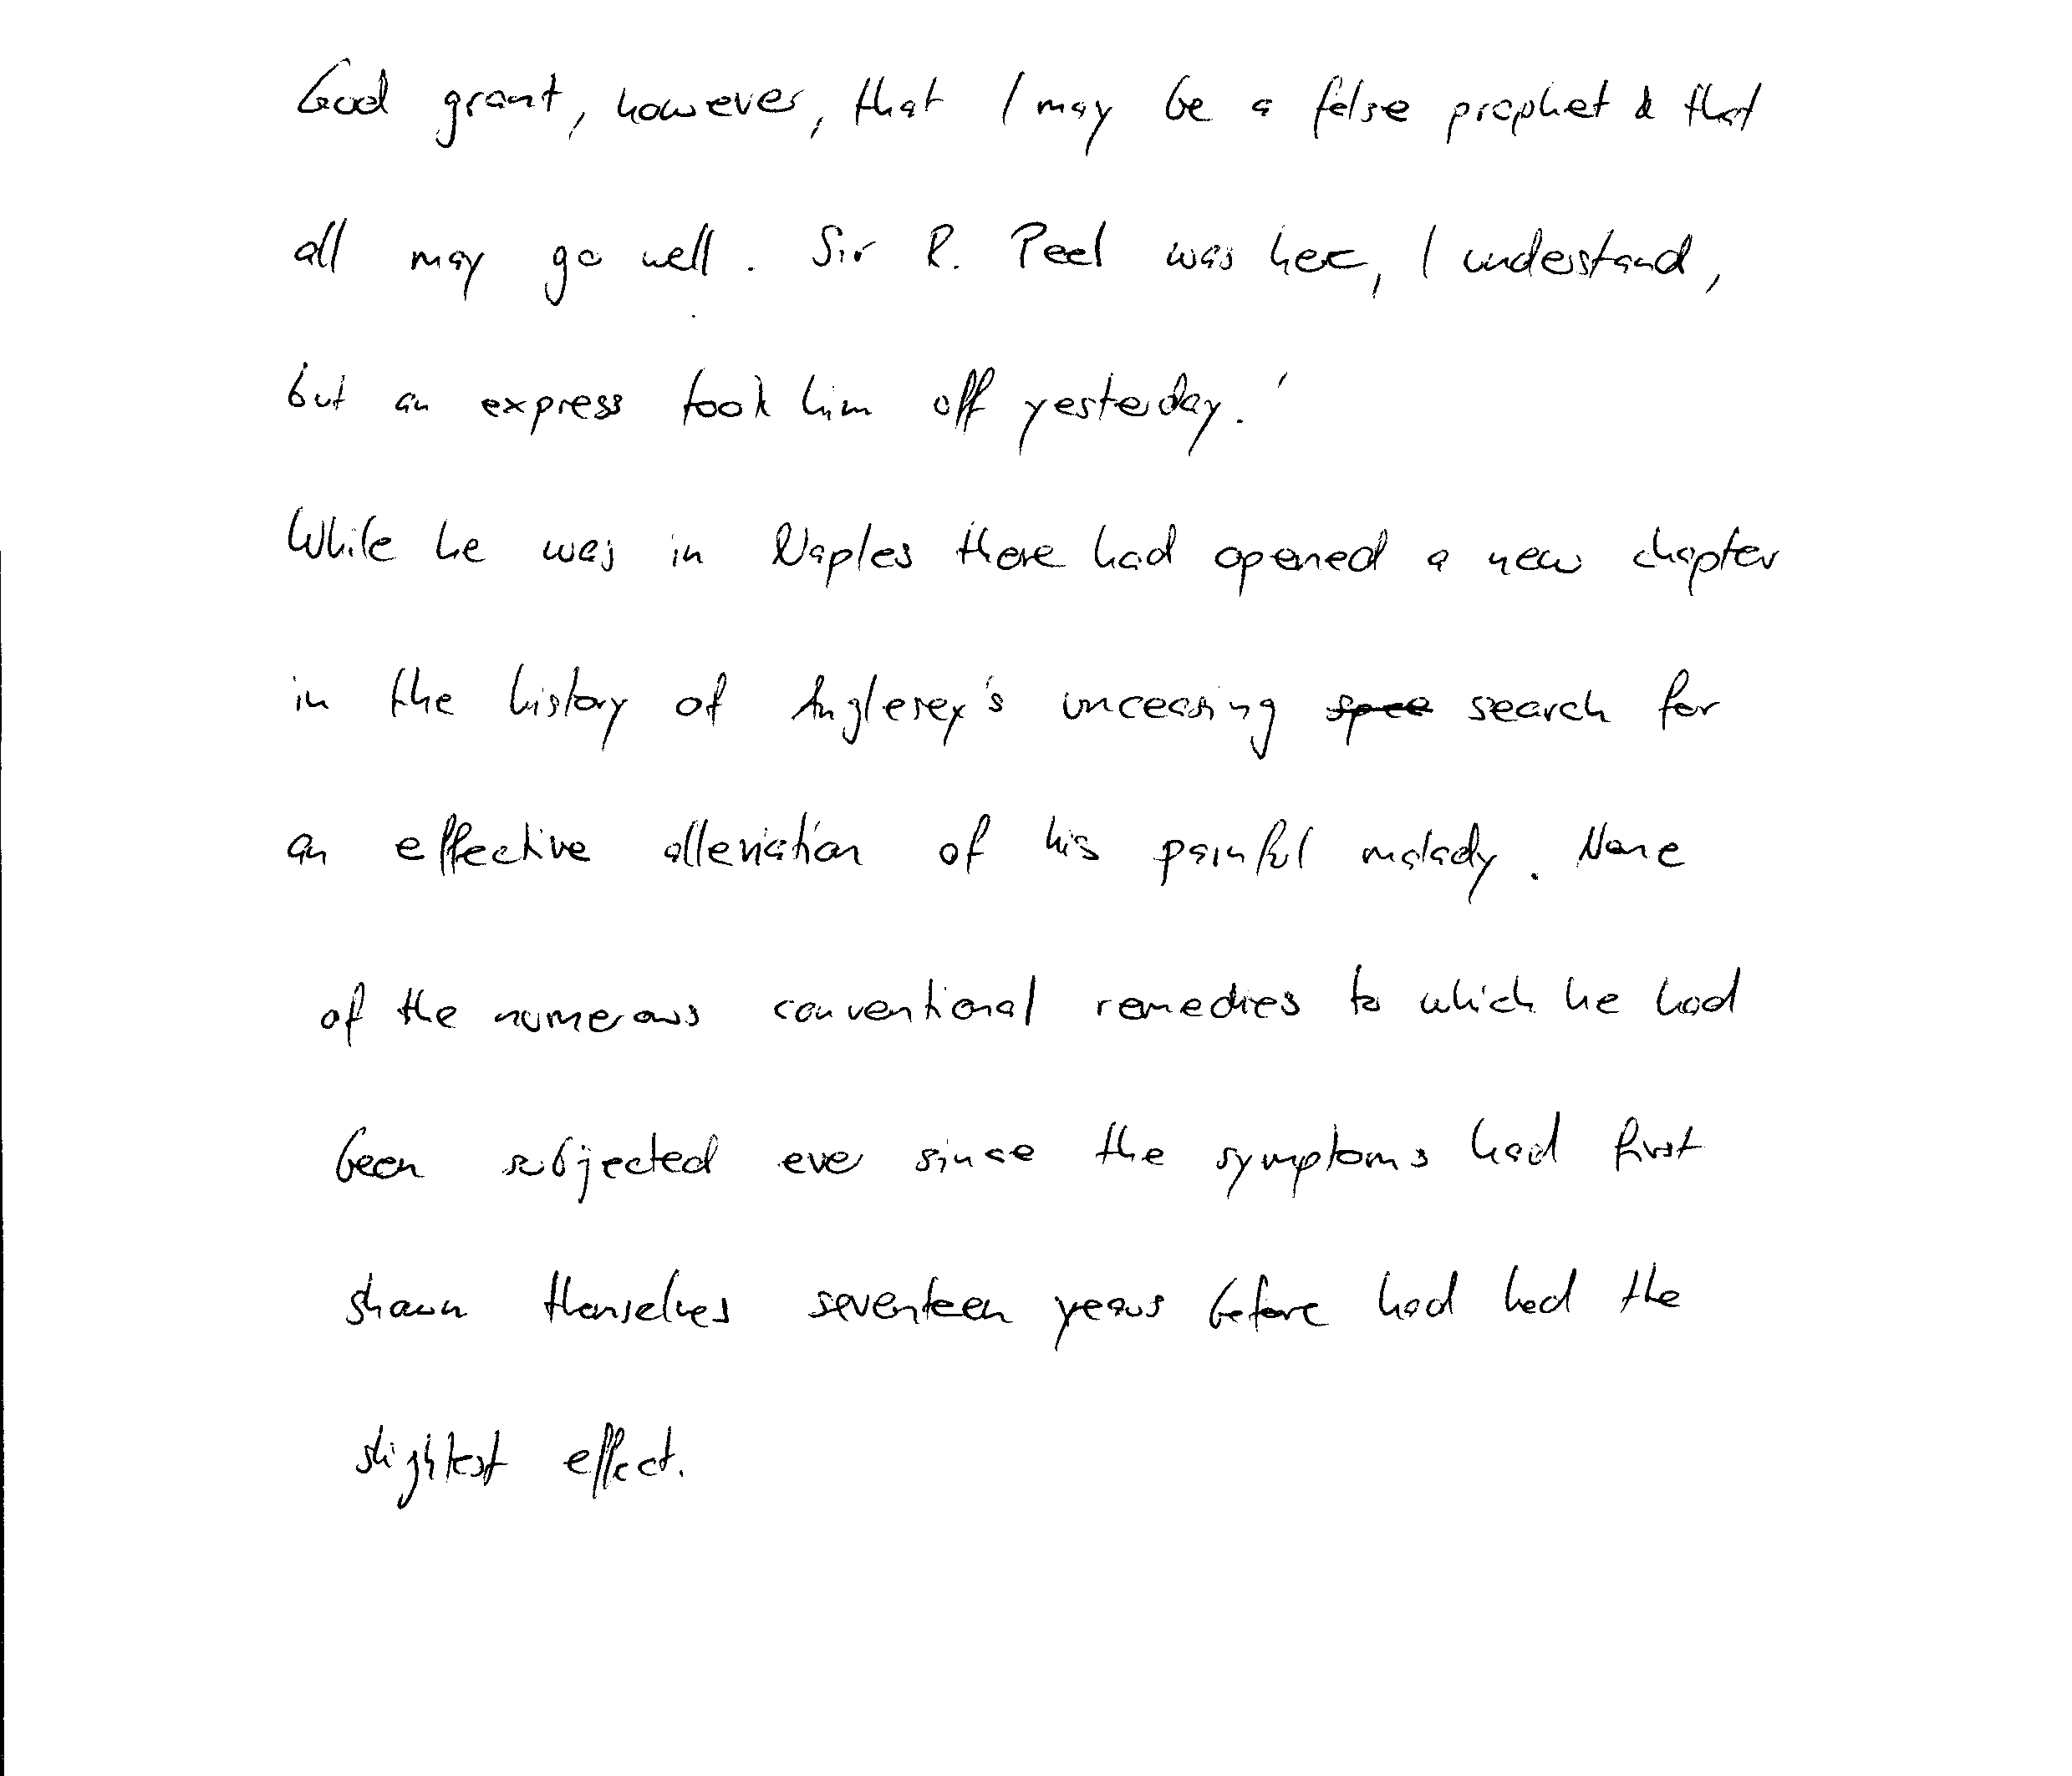 God grant, however, that I may be a false prophet & that
all may go well. Sir R. Peel was here, I understand,
but an express took him off yesterday.'
While he was in Naples there had opened a new chapter
in the history of Anglesey's unceasing search for
an effective alleviation of his painful malady. None
of the numerous conventional remedies to which he had
been subjected ever since the symptoms had first
shown themselves seventeen years before had had the
slightest effect.